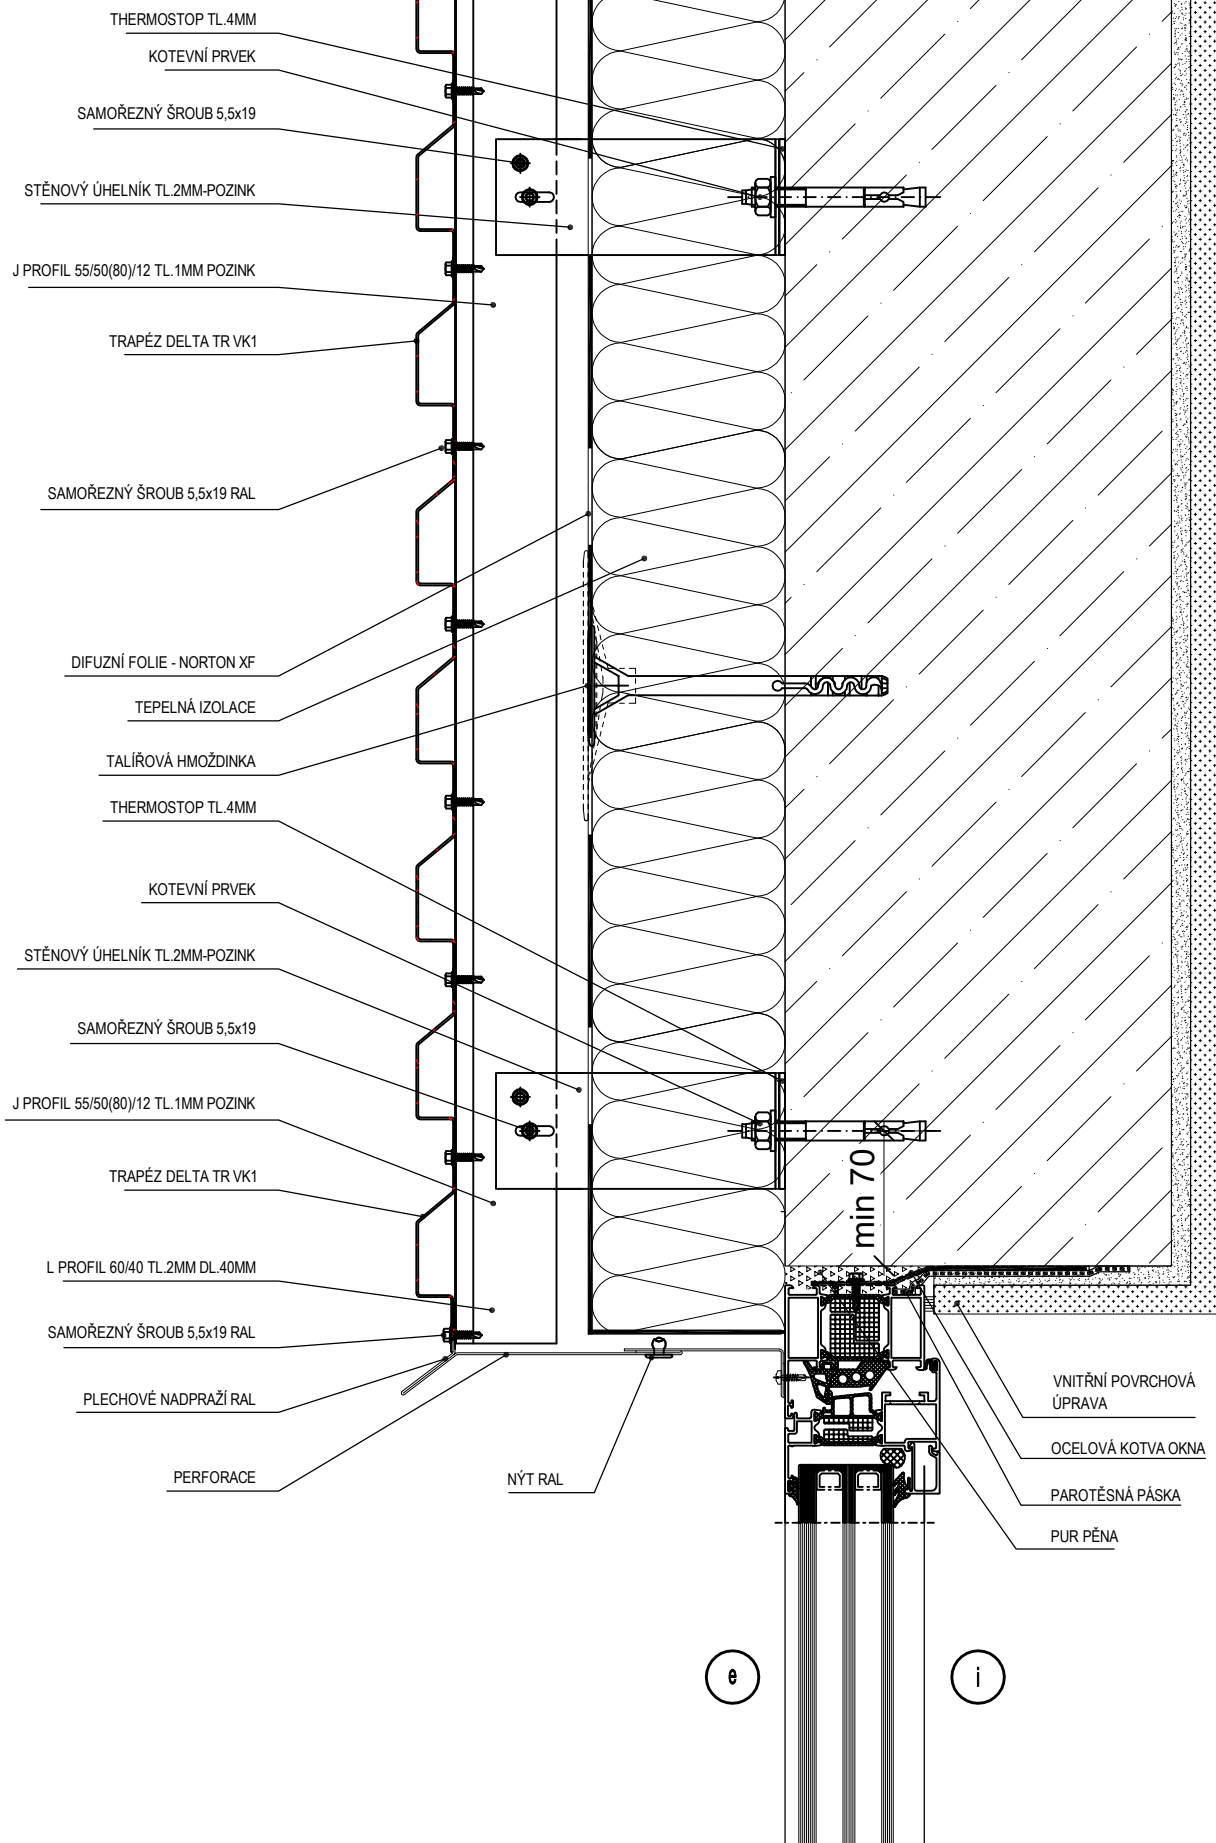 THERMOSTOP TL.4MM
KOTEVNÍ PRVEK
SAMOŘEZNÝ ŠROUB 5,5x19
STĚNOVÝ ÚHELNÍK TL.2MM-POZINK
J PROFIL 55/50(80)/12 TL.1MM POZINK
TRAPÉZ DELTA TR VK1
SAMOŘEZNÝ ŠROUB 5,5x19 RAL
DIFUZNÍ FOLIE - NORTON XF
TEPELNÁ IZOLACE
TALÍŘOVÁ HMOŽDINKA
THERMOSTOP TL.4MM
KOTEVNÍ PRVEK
STĚNOVÝ ÚHELNÍK TL.2MM-POZINK
SAMOŘEZNÝ ŠROUB 5,5x19
J PROFIL 55/50(80)/12 TL.1MM POZINK
TRAPÉZ DELTA TR VK1
L PROFIL 60/40 TL.2MM DL.40MM
SAMOŘEZNÝ ŠROUB 5,5x19 RAL
PLECHOVÉ NADPRAŽÍ RAL
PERFORACE
NÝT RAL
min 70
VNITŘNÍ POVRCHOVÁ
ÚPRAVA
OCELOVÁ KOTVA OKNA
PAROTĚSNÁ PÁSKA
PUR PĚNA
e
i